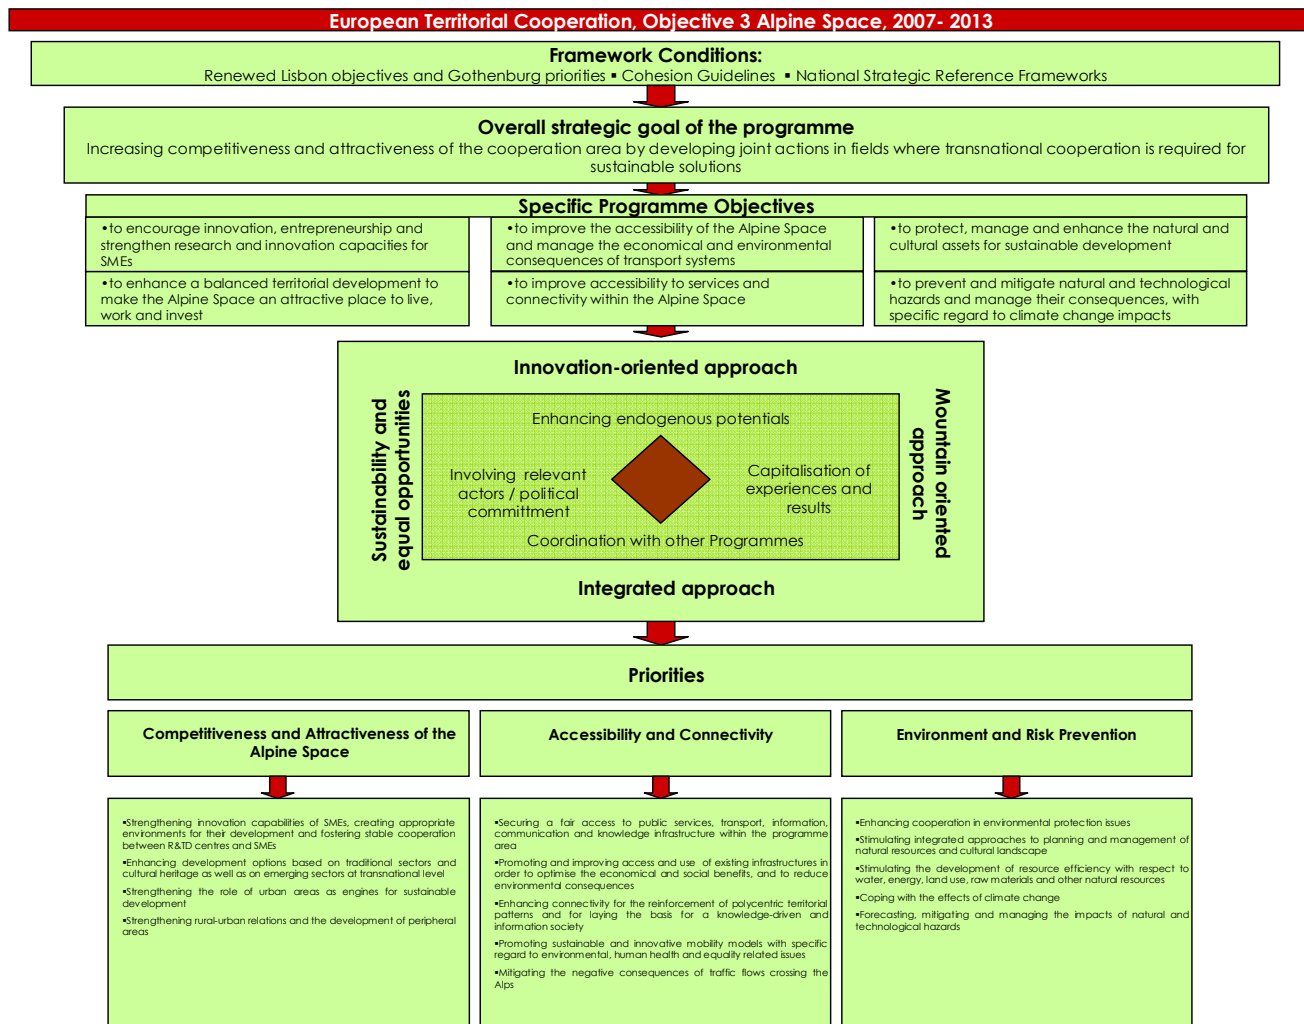 European Territorial Cooperation, Objective 3 Alpine Space, 2007- 2013
Framework Conditions:
Renewed Lisbon objectives and Gothenburg priorities ▪ Cohesion Guidelines ▪ National Strategic Reference Frameworks
Overall strategic goal of the programme
Increasing competitiveness and attractiveness of the cooperation area by developing joint actions in fields where transnational cooperation is required for
sustainable solutions
Specific Programme Objectives
•to encourage innovation, entrepreneurship and
strengthen research and innovation capacities for
SMEs
•to enhance a balanced territorial development to
make the Alpine Space an attractive place to live,
work and invest
•to improve the accessibility of the Alpine Space
and manage the economical and environmental
consequences of transport systems
•to improve accessibility to services and
connectivity within the Alpine Space
•to protect, manage and enhance the natural and
cultural assets for sustainable development
•to prevent and mitigate natural and technological
hazards and manage their consequences, with
specific regard to climate change impacts
Innovation-oriented approach
Sustainability and
equal opportunities
Enhancing endogenous potentials
Involving relevant
actors / political
committment
Capitalisation of
experiences and
results
Coordination with other Programmes
Mountain oriented
approach
Integrated approach
Priorities
Competitiveness and Attractiveness of the
Alpine Space
▪Strengthening innovation capabilities of SMEs, creating appropriate
environments for their development and fostering stable cooperation
between R&TD centres and SMEs
▪Enhancing development options based on traditional sectors and
cultural heritage as well as on emerging sectors at transnational level
▪Strengthening the role of urban areas as engines for sustainable
development
▪Strengthening rural-urban relations and the development of peripheral
areas
Accessibility and Connectivity
▪Securing a fair access to public services, transport, information,
communication and knowledge infrastructure within the programme
area
▪Promoting and improving access and use of existing infrastructures in
order to optimise the economical and social benefits, and to reduce
environmental consequences
▪Enhancing connectivity for the reinforcement of polycentric territorial
patterns and for laying the basis for a knowledge-driven and
information society
▪Promoting sustainable and innovative mobility models with specific
regard to environmental, human health and equality related issues
▪Mitigating the negative consequences of traffic flows crossing the
Alps
Environment and Risk Prevention
▪Enhancing cooperation in environmental protection issues
▪Stimulating integrated approaches to planning and management of
natural resources and cultural landscape
▪Stimulating the development of resource efficiency with respect to
water, energy, land use, raw materials and other natural resources
▪Coping with the effects of climate change
▪Forecasting, mitigating and managing the impacts of natural and
technological hazards